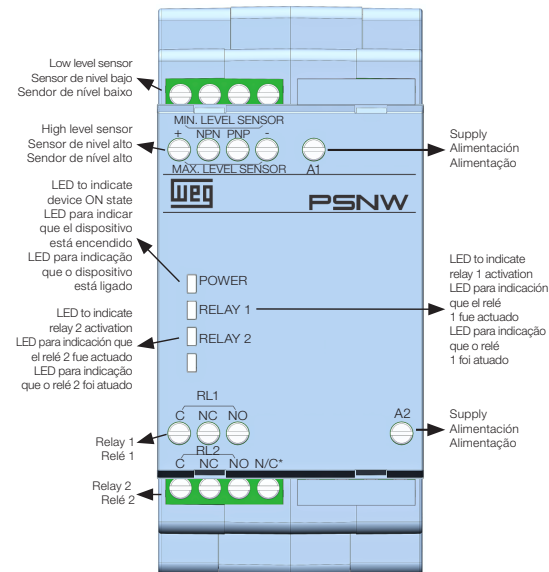 Low level sensor
Sensor de nivel bajo
Sendor de nível baixo
MIN. LEVEL SENSOR
+ NPN PNP -
MAX. LEVEL SENSOR
A1
High level sensor
Sensor de nivel alto
Sendor de nível alto
Supply
Alimentación
Alimentação
weg
PSNW
LED to indicate
device ON state
LED para indicar
que el dispositivo
está encendido
LED para indicação
que o dispositivo
está ligado
POWER
RELAY 1
RELAY 2
LED to indicate
relay 1 activation
LED para indicación
que el relé
1 fue actuado
LED para indicação
que o relé
1 foi atuado
LED to indicate
relay 2 activation
LED para indicación que
el relé 2 fue actuado
LED para indicação
que o relé 2 foi atuado
RL1
C NC NO
A2
Relay 1
Relé 1
Supply
Alimentación
Alimentação
RL2
C NC NO N/C*
Relay 2
Relé 2